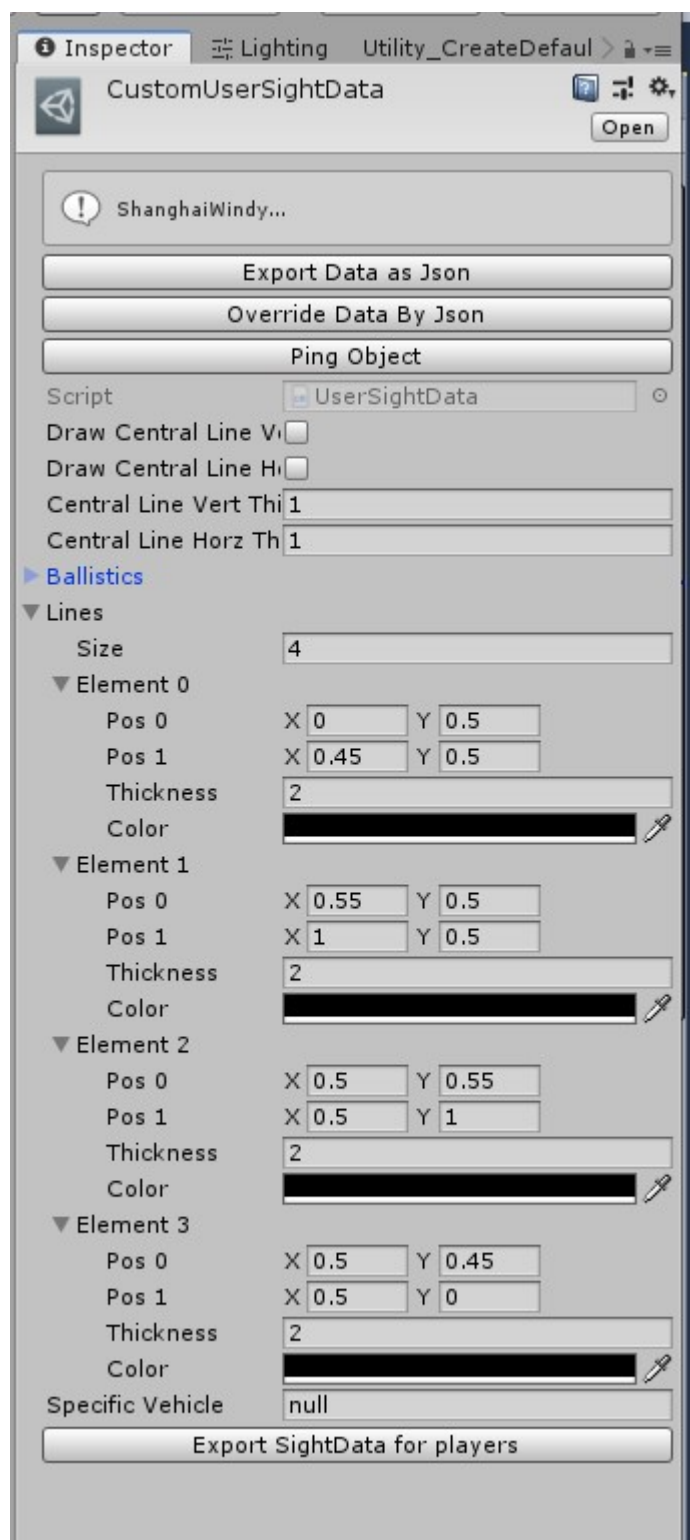 Inspector Lighting Utility_CreateDefaul
CustomUserSightData
Open
ShanghaiWindy...
Export Data as Json
Override Data By Json
Ping Object
Script UserSightData
Draw Central Line V
Draw Central Line H
Central Line Vert Thi 1
Central Line Horz Th 1
Ballistics
Lines
Size 4
Element 0
Pos 0 X 0 Y 0.5
Pos 1 X 0.45 Y 0.5
Thickness 2
Color
Element 1
Pos 0 X 0.55 Y 0.5
Pos 1 X 1 Y 0.5
Thickness 2
Color
Element 2
Pos 0 X 0.5 Y 0.55
Pos 1 X 0.5 Y 1
Thickness 2
Color
Element 3
Pos 0 X 0.5 Y 0.45
Pos 1 X 0.5 Y 0
Thickness 2
Color
Specific Vehicle null
Export SightData for players